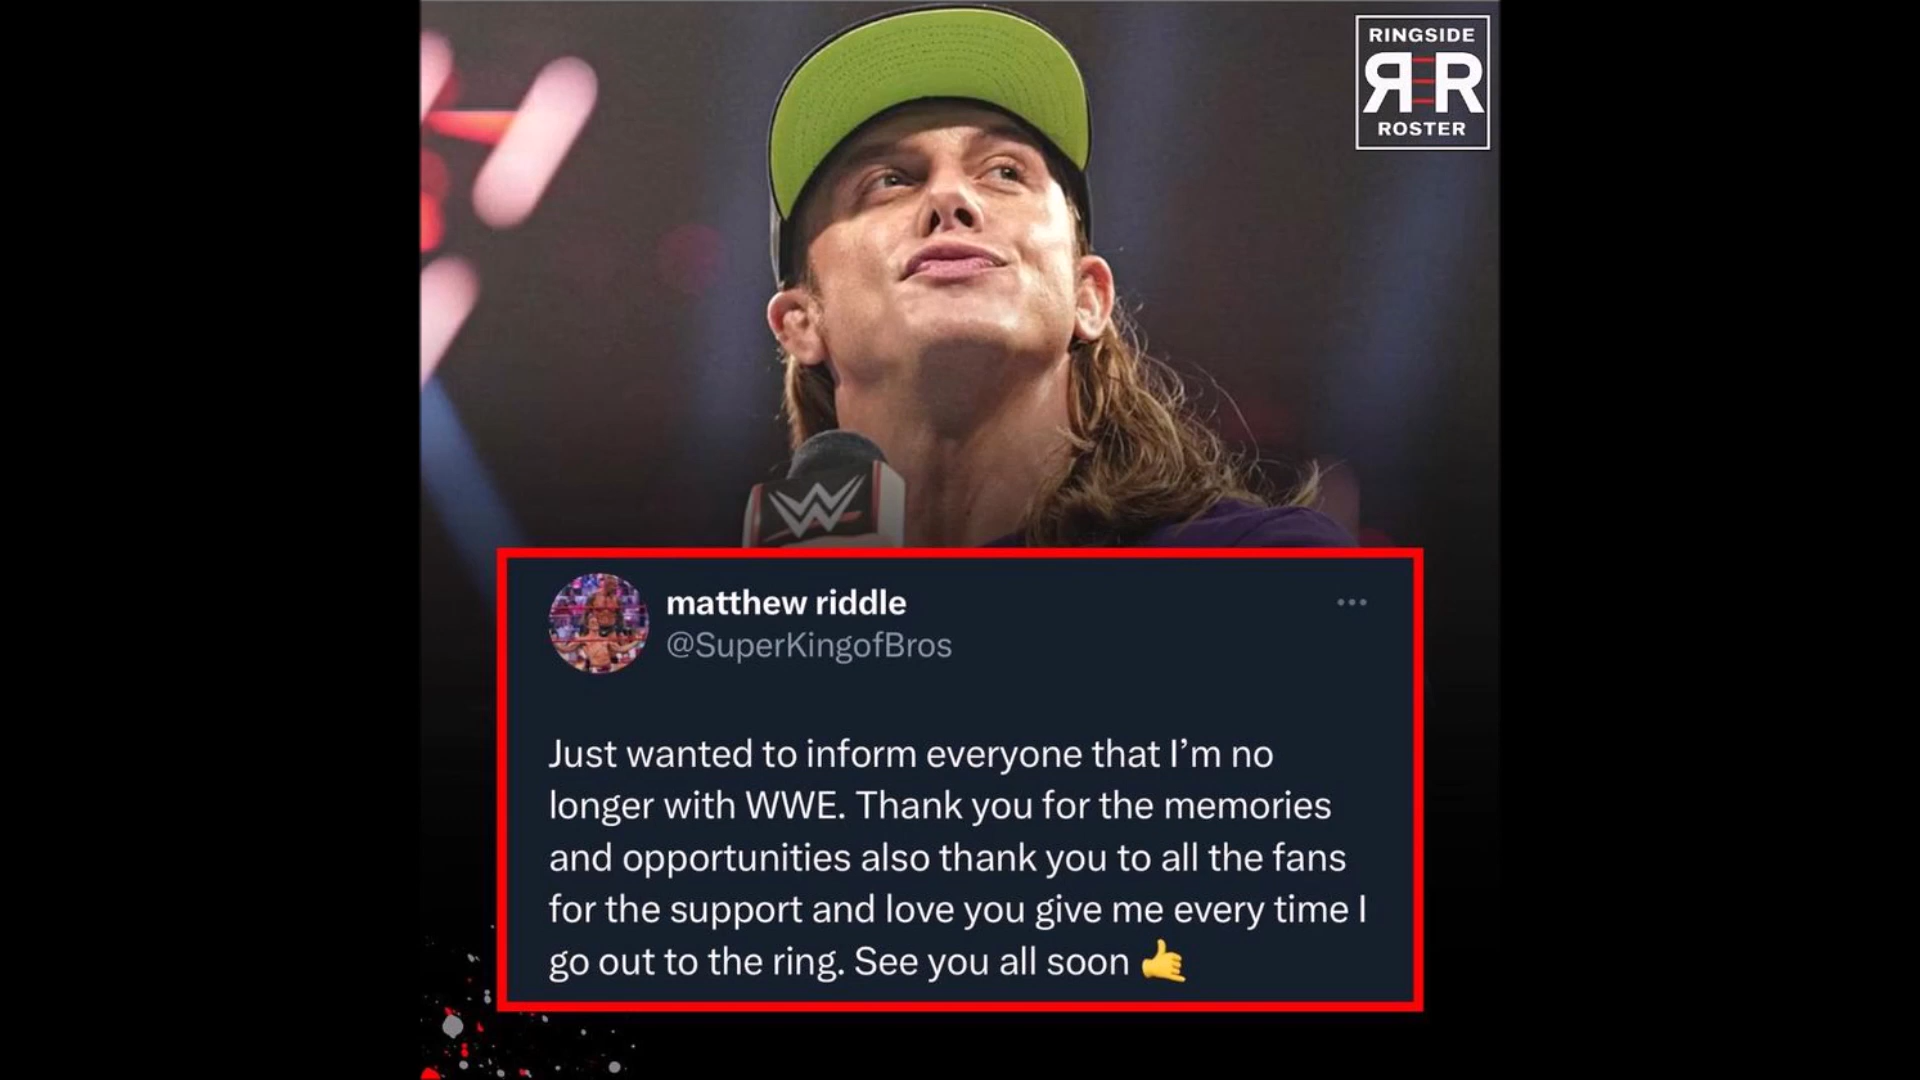 RINGSIDE
RR
ROSTER
W
matthew riddle
@SuperKingofBros
Just wanted to inform everyone that I’m no
longer with WWE. Thank you for the memories
and opportunities also thank you to all the fans
for the support and love you give me every time I
go out to the ring. See you all soon 🤙